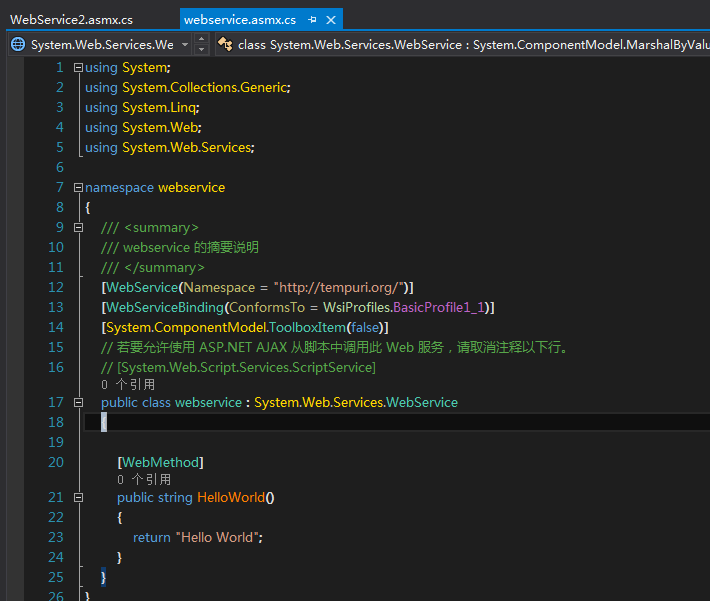 WebService2.asmx.cs webservice.asmx.cs
System.Web.Services.We class System.Web.Services.WebService : System.ComponentModel.MarshalByValu
1 using System;
2 using System.Collections.Generic;
3 using System.Linq;
4 using System.Web;
5 using System.Web.Services;
6
7 namespace webservice
8 {
9 /// <summary>
10 /// webservice 的摘要说明
11 /// </summary>
12 [WebService(Namespace = "http://tempuri.org/")]
13 [WebServiceBinding(ConformsTo = WsiProfiles.BasicProfile1_1)]
14 [System.ComponentModel.ToolboxItem(false)]
15 // 若要允许使用 ASP.NET AJAX 从脚本中调用此 Web 服务，请取消注释以下行。
16 // [System.Web.Script.Services.ScriptService]
0 个引用
17 public class webservice : System.Web.Services.WebService
18 {
19
20 [WebMethod]
0 个引用
21 public string HelloWorld()
22 {
23 return "Hello World";
24 }
25 }
26 }